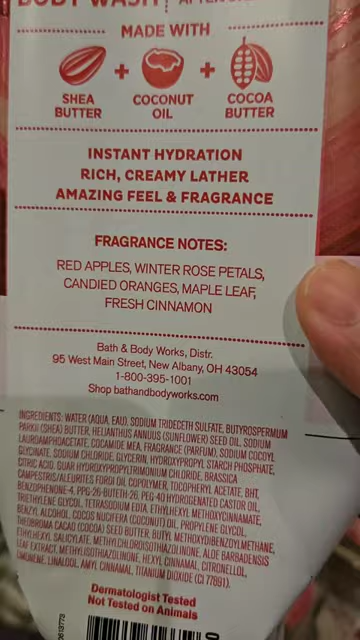 BODY WASH
MADE WITH
SHEA BUTTER + COCONUT OIL + COCOA BUTTER
INSTANT HYDRATION
RICH, CREAMY LATHER
AMAZING FEEL & FRAGRANCE
FRAGRANCE NOTES:
RED APPLES, WINTER ROSE PETALS,
CANDIED ORANGES, MAPLE LEAF,
FRESH CINNAMON
Bath & Body Works, Distr.
95 West Main Street, New Albany, OH 43054
1-800-395-1001
Shop bathandbodyworks.com
INGREDIENTS: WATER (AQUA, EAU), SODIUM TRIDECETH SULFATE, BUTYROSPERMUM
PARKII (SHEA) BUTTER, HELIANTHUS ANNUUS (SUNFLOWER) SEED OIL, SODIUM
LAUROAMPHOACETATE, COCAMIDE MEA, FRAGRANCE (PARFUM), SODIUM COCOYL
GLYCINATE, SODIUM CHLORIDE, GLYCERIN, HYDROXYPROPYL STARCH PHOSPHATE,
CITRIC ACID, GUAR HYDROXYPROPYLTRIMONIUM CHLORIDE, BRASSICA
CAMPESTRIS/ALEURITES FORDI OIL COPOLYMER, TOCOPHERYL ACETATE, BHT,
BENZOPHENONE-4, PPG-26-BUTETH-26, PEG-40 HYDROGENATED CASTOR OIL,
TRIETHYLENE GLYCOL, TETRASODIUM EDTA, ETHYLHEXYL METHOXYCINNAMATE,
BENZYL ALCOHOL, COCOS NUCIFERA (COCONUT) OIL, PROPYLENE GLYCOL,
THEOBROMA CACAO (COCOA) SEED BUTTER, BUTYL METHOXYDIBENZOYLMETHANE,
ETHYLHEXYL SALICYLATE, METHYLCHLOROISOTHIAZOLINONE, ALOE BARBADENSIS
LEAF EXTRACT, METHYLISOTHIAZOLINONE, HEXYL CINNAMAL, CITRONELLOL,
LIMONENE, LINALOOL, AMYL CINNAMAL, TITANIUM DIOXIDE (CI 77891).
Dermatologist Tested
Not Tested on Animals